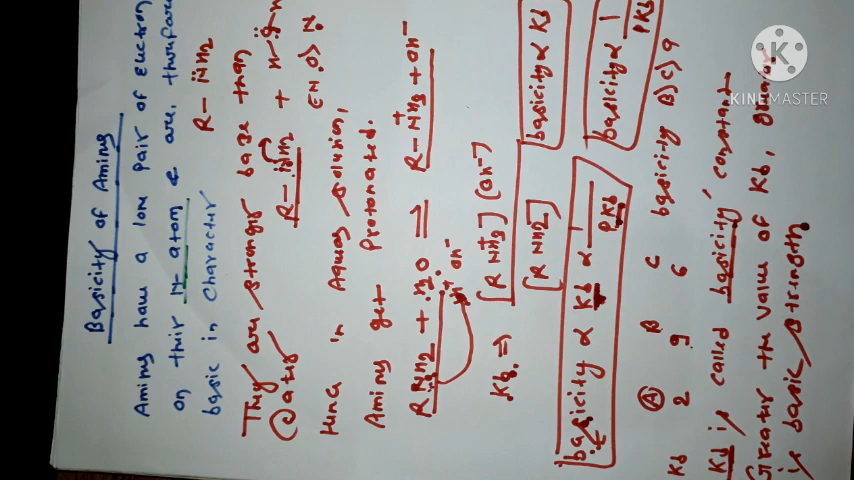 Basicity of Amines
Amines have a lone pair of electron
on their N atom & are therefore
basic in character R-N̈H2
They are stronger base than
water R-N̈H2 + H-Ö-H
EN O > N
Hence in Aqueous solution,
Amines get Protonated.
R N̈H2 + H2O ⇌ R-N⁺H3 + OH⁻
H⁺ OH⁻
Kb ⇒ [R N⁺H3] [OH⁻]
[R NH2]
basicity ∝ Kb
basicity ∝ 1
PKb
basicity ∝ Kb ∝ 1
PKb
A B C basicity B>C>A
Kb 2 9 6
Kb is called basicity constant
Greater the value of Kb, greater
is basic strength.
KINEMASTER